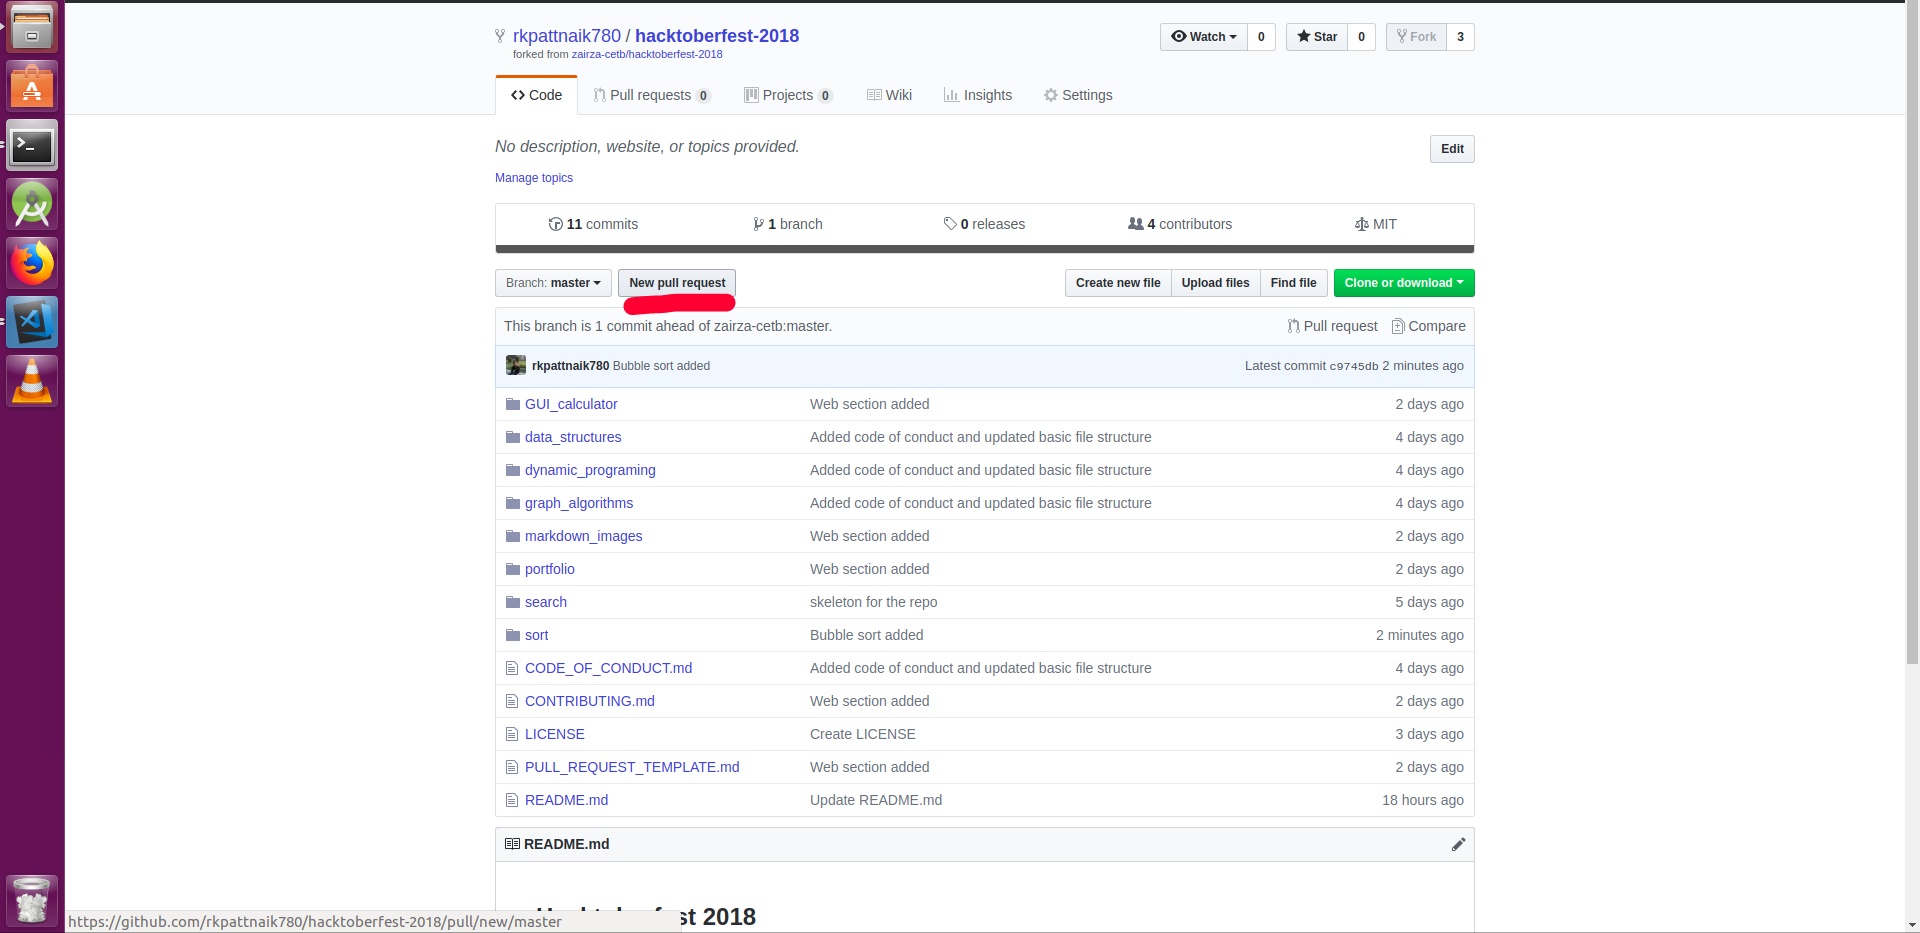 rkpattnaik780 / hacktoberfest-2018
Watch 0 Star 0 Fork 3
forked from zairza-cetb/hacktoberfest-2018
Code Pull requests 0 Projects 0 Wiki Insights Settings
No description, website, or topics provided. Edit
Manage topics
11 commits 1 branch 0 releases 4 contributors MIT
Branch: master New pull request Create new file Upload files Find file Clone or download
This branch is 1 commit ahead of zairza-cetb:master. Pull request Compare
rkpattnaik780 Bubble sort added Latest commit c9745db 2 minutes ago
GUI_calculator Web section added 2 days ago
data_structures Added code of conduct and updated basic file structure 4 days ago
dynamic_programing Added code of conduct and updated basic file structure 4 days ago
graph_algorithms Added code of conduct and updated basic file structure 4 days ago
markdown_images Web section added 2 days ago
portfolio Web section added 2 days ago
search skeleton for the repo 5 days ago
sort Bubble sort added 2 minutes ago
CODE_OF_CONDUCT.md Added code of conduct and updated basic file structure 4 days ago
CONTRIBUTING.md Web section added 2 days ago
LICENSE Create LICENSE 3 days ago
PULL_REQUEST_TEMPLATE.md Web section added 2 days ago
README.md Update README.md 18 hours ago
README.md
2018
https://github.com/rkpattnaik780/hacktoberfest-2018/pull/new/master